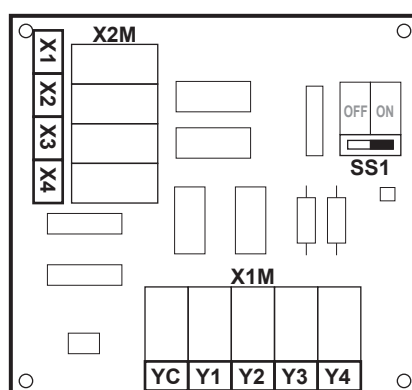 X2M
X1
X2
X3
X4
OFF ON
SS1
X1M
YC Y1 Y2 Y3 Y4